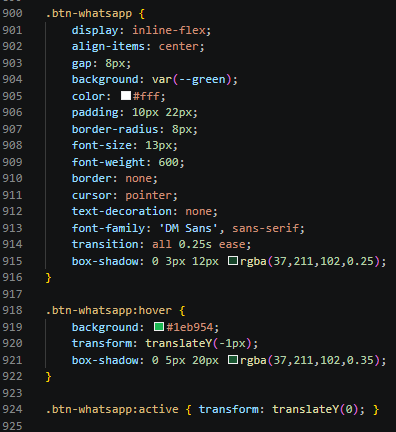 900 .btn-whatsapp {
901 display: inline-flex;
902 align-items: center;
903 gap: 8px;
904 background: var(--green);
905 color: #fff;
906 padding: 10px 22px;
907 border-radius: 8px;
908 font-size: 13px;
909 font-weight: 600;
910 border: none;
911 cursor: pointer;
912 text-decoration: none;
913 font-family: 'DM Sans', sans-serif;
914 transition: all 0.25s ease;
915 box-shadow: 0 3px 12px rgba(37,211,102,0.25);
916 }
917
918 .btn-whatsapp:hover {
919 background: #1eb954;
920 transform: translateY(-1px);
921 box-shadow: 0 5px 20px rgba(37,211,102,0.35);
922 }
923
924 .btn-whatsapp:active { transform: translateY(0); }
925